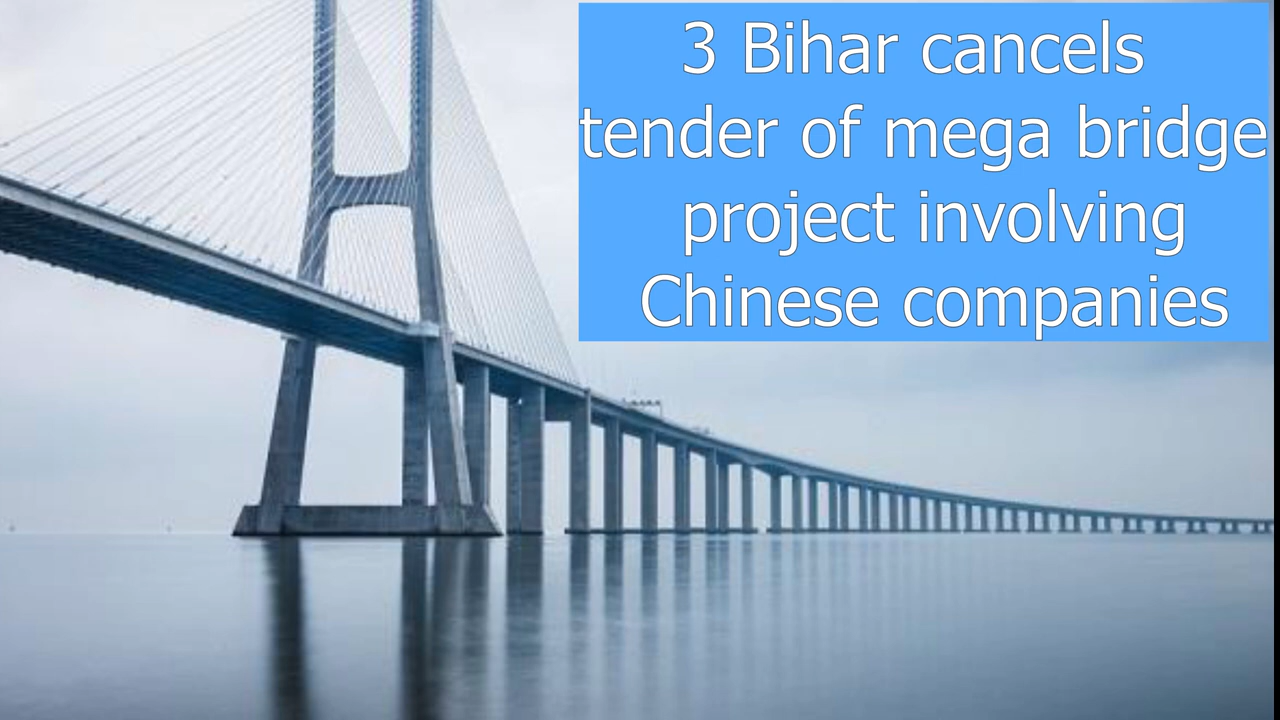 3 Bihar cancels
tender of mega bridge
project involving
Chinese companies